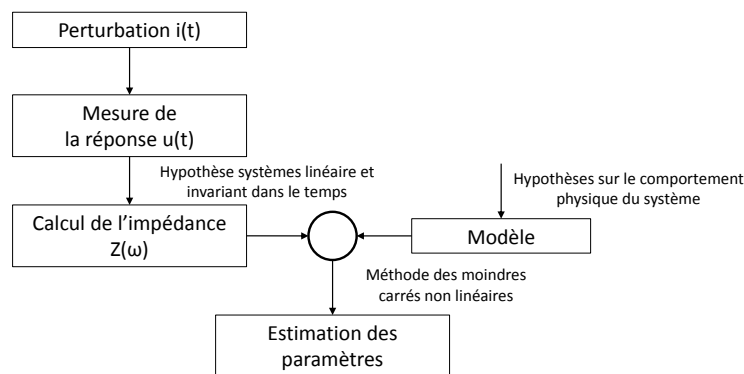 Perturbation i(t)
Mesure de
la réponse u(t)
Hypothèse systèmes linéaire et
invariant dans le temps
Hypothèses sur le comportement
physique du système
Calcul de l'impédance
Z(ω)
Modèle
Méthode des moindres
carrés non linéaires
Estimation des
paramètres